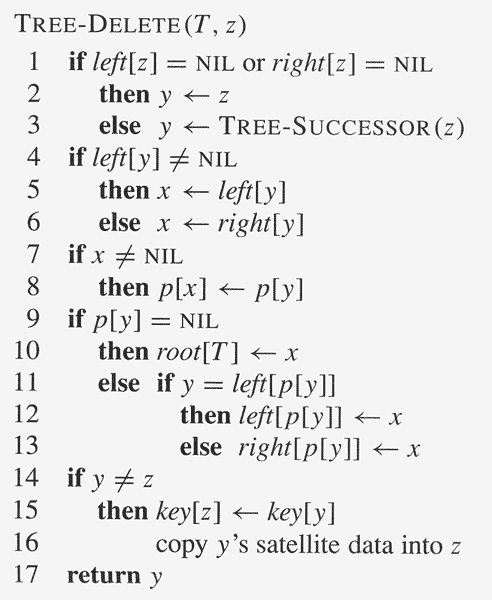 TREE-DELETE(T, z)
1 if left[z] = NIL or right[z] = NIL
2 then y ← z
3 else y ← TREE-SUCCESSOR(z)
4 if left[y] ≠ NIL
5 then x ← left[y]
6 else x ← right[y]
7 if x ≠ NIL
8 then p[x] ← p[y]
9 if p[y] = NIL
10 then root[T] ← x
11 else if y = left[p[y]]
12 then left[p[y]] ← x
13 else right[p[y]] ← x
14 if y ≠ z
15 then key[z] ← key[y]
16 copy y's satellite data into z
17 return y